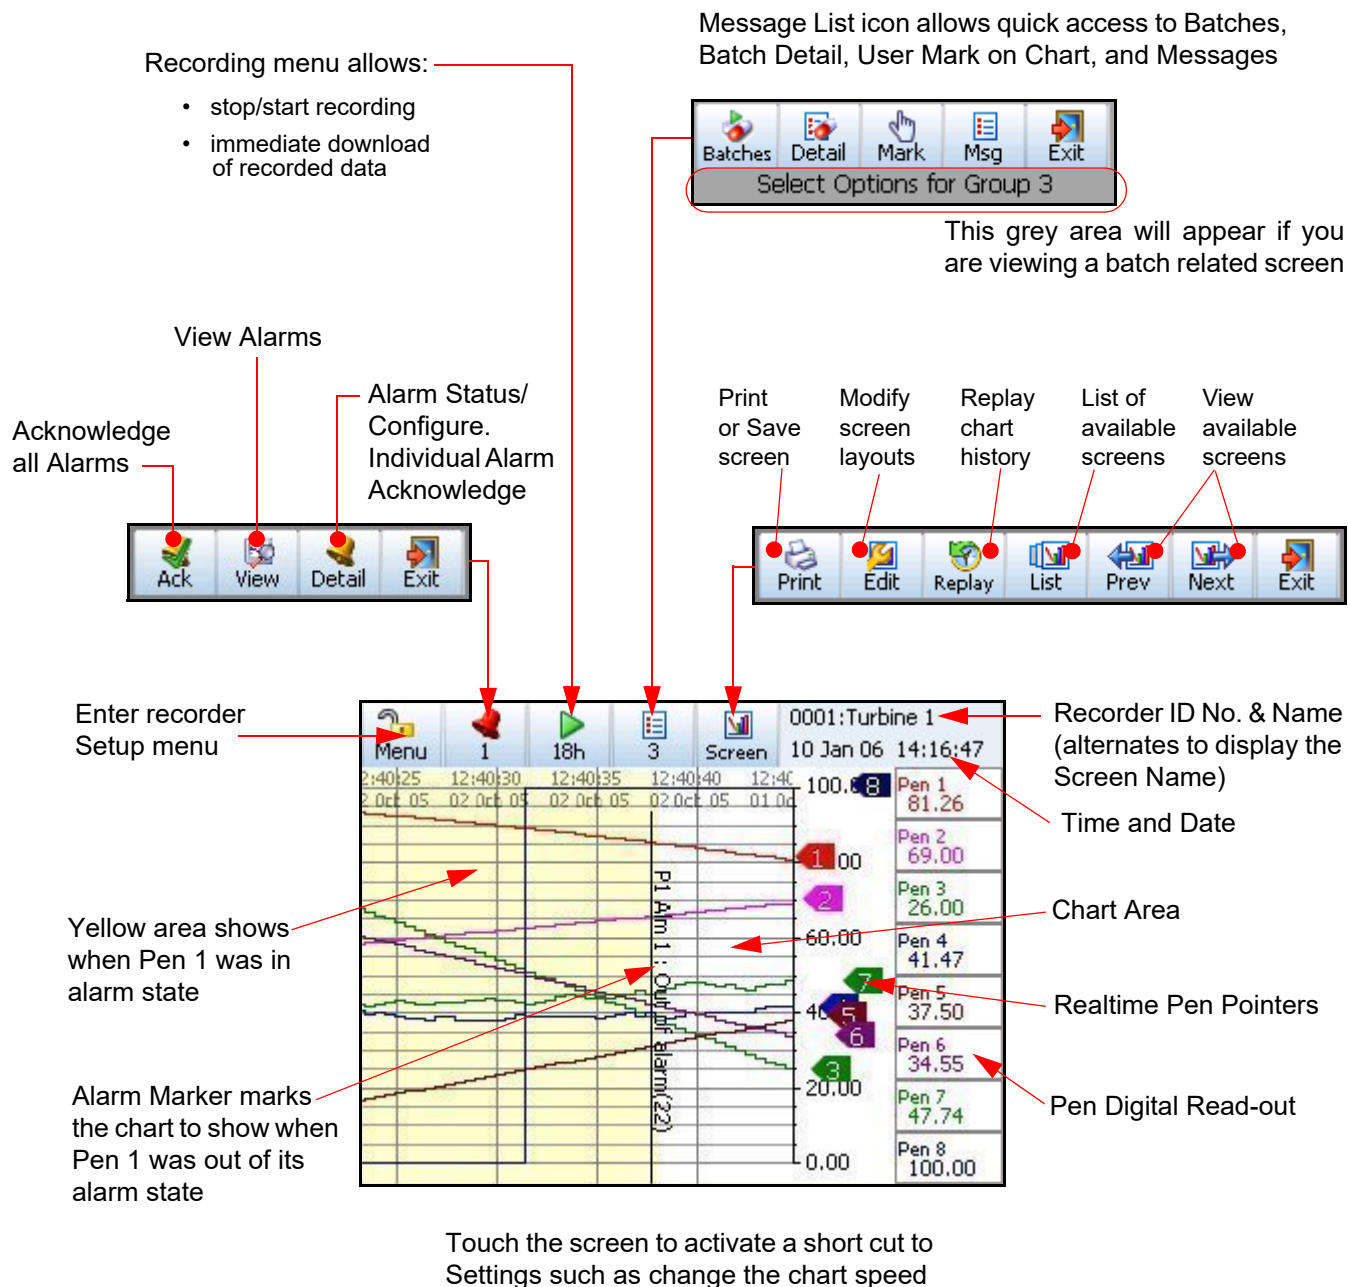 Message List icon allows quick access to Batches,
Batch Detail, User Mark on Chart, and Messages
Recording menu allows:
• stop/start recording
• immediate download
of recorded data
Batches Detail Mark Msg Exit
Select Options for Group 3
This grey area will appear if you
are viewing a batch related screen
View Alarms
Acknowledge
all Alarms
Alarm Status/
Configure.
Individual Alarm
Acknowledge
Print
or Save
screen
Modify
screen
layouts
Replay
chart
history
List of
available
screens
View
available
screens
Ack View Detail Exit
Print Edit Replay List Prev Next Exit
Enter recorder
Setup menu
Menu 1 18h 3 Screen
0001:Turbine 1
10 Jan 06 14:16:47
Recorder ID No. & Name
(alternates to display the
Screen Name)
Time and Date
2:40:25 12:40:30 12:40:35 12:40:40 12:4
2 Oct 05 02 Oct 05 02 Oct 05 02 Oct 05 01 Oc
P1 Alm 1: Out of alarm(22)
100.0
00
60.00
40
20.00
0.00
8
1
2
7
5
6
3
Pen 1
81.26
Pen 2
69.00
Pen 3
26.00
Pen 4
41.47
Pen 5
37.50
Pen 6
34.55
Pen 7
47.74
Pen 8
100.00
Yellow area shows
when Pen 1 was in
alarm state
Alarm Marker marks
the chart to show when
Pen 1 was out of its
alarm state
Chart Area
Realtime Pen Pointers
Pen Digital Read-out
Touch the screen to activate a short cut to
Settings such as change the chart speed